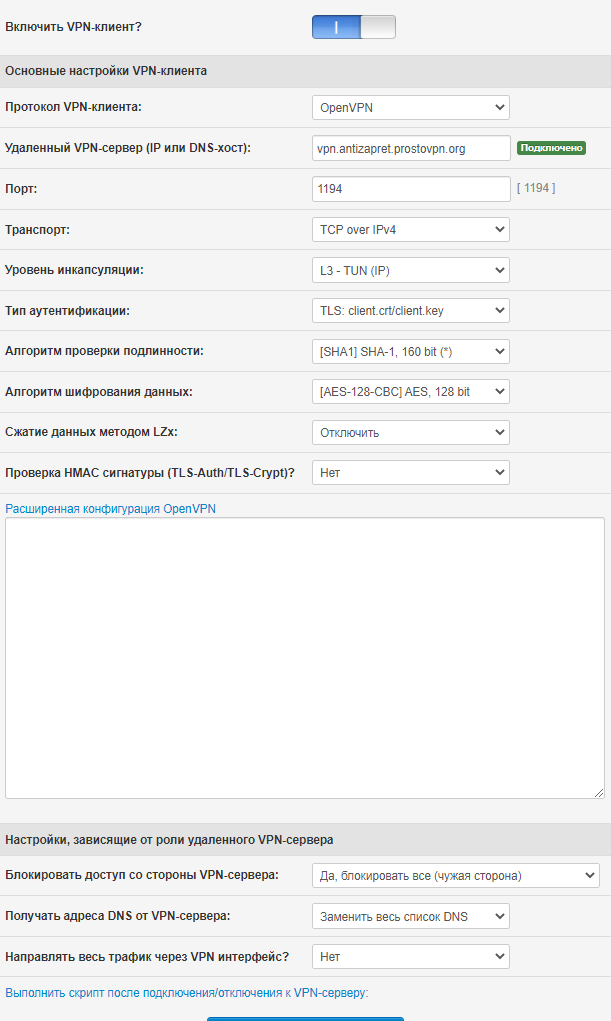 Включить VPN-клиент?
Основные настройки VPN-клиента
Протокол VPN-клиента: OpenVPN
Удаленный VPN-сервер (IP или DNS-хост): vpn.antizapret.prostovpn.org Подключено
Порт: 1194 [ 1194 ]
Транспорт: TCP over IPv4
Уровень инкапсуляции: L3 - TUN (IP)
Тип аутентификации: TLS: client.crt/client.key
Алгоритм проверки подлинности: [SHA1] SHA-1, 160 bit (*)
Алгоритм шифрования данных: [AES-128-CBC] AES, 128 bit
Сжатие данных методом LZx: Отключить
Проверка HMAC сигнатуры (TLS-Auth/TLS-Crypt)? Нет
Расширенная конфигурация OpenVPN
Настройки, зависящие от роли удаленного VPN-сервера
Блокировать доступ со стороны VPN-сервера: Да, блокировать все (чужая сторона)
Получать адреса DNS от VPN-сервера: Заменить весь список DNS
Направлять весь трафик через VPN интерфейс? Нет
Выполнить скрипт после подключения/отключения к VPN-серверу: